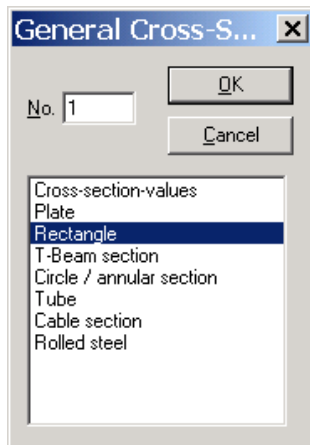 General Cross-S...
No. 1
OK
Cancel
Cross-section-values
Plate
Rectangle
T-Beam section
Circle / annular section
Tube
Cable section
Rolled steel